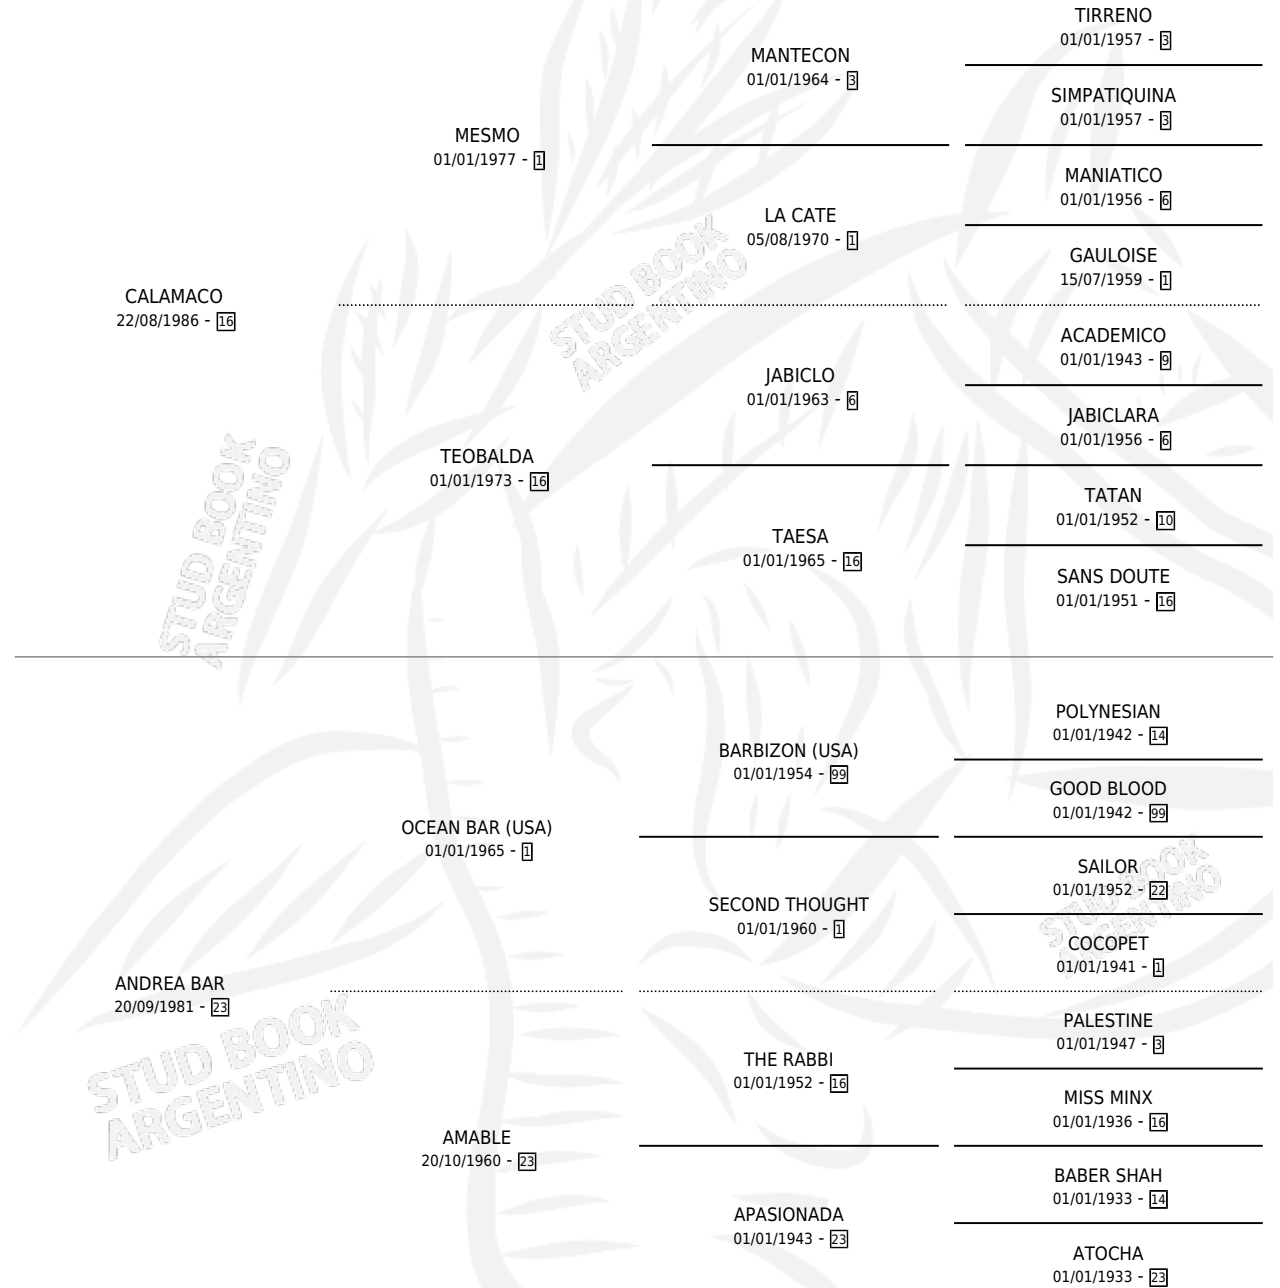 TIRRENO
01/01/1957 - 3
MANTECON
01/01/1964 - 3
SIMPATIQUINA
01/01/1957 - 3
MESMO
01/01/1977 - 1
MANIATICO
01/01/1956 - 6
LA CATE
05/08/1970 - 1
GAULOISE
15/07/1959 - 1
CALAMACO
22/08/1986 - 16
ACADEMICO
01/01/1943 - 9
JABICLO
01/01/1963 - 6
JABICLARA
01/01/1956 - 6
TEOBALDA
01/01/1973 - 16
TATAN
01/01/1952 - 10
TAESA
01/01/1965 - 16
SANS DOUTE
01/01/1951 - 16
POLYNESIAN
01/01/1942 - 14
BARBIZON (USA)
01/01/1954 - 99
GOOD BLOOD
01/01/1942 - 99
OCEAN BAR (USA)
01/01/1965 - 1
SAILOR
01/01/1952 - 22
SECOND THOUGHT
01/01/1960 - 1
COCOPET
01/01/1941 - 1
ANDREA BAR
20/09/1981 - 23
PALESTINE
01/01/1947 - 3
THE RABBI
01/01/1952 - 16
MISS MINX
01/01/1936 - 16
AMABLE
20/10/1960 - 23
BABER SHAH
01/01/1933 - 14
APASIONADA
01/01/1943 - 23
ATOCHA
01/01/1933 - 23
STUD BOOK
ARGENTINO
STUD BOOK
ARGENTINO
STUD BOOK
ARGENTINO
STUD BOOK
ARGENTINO